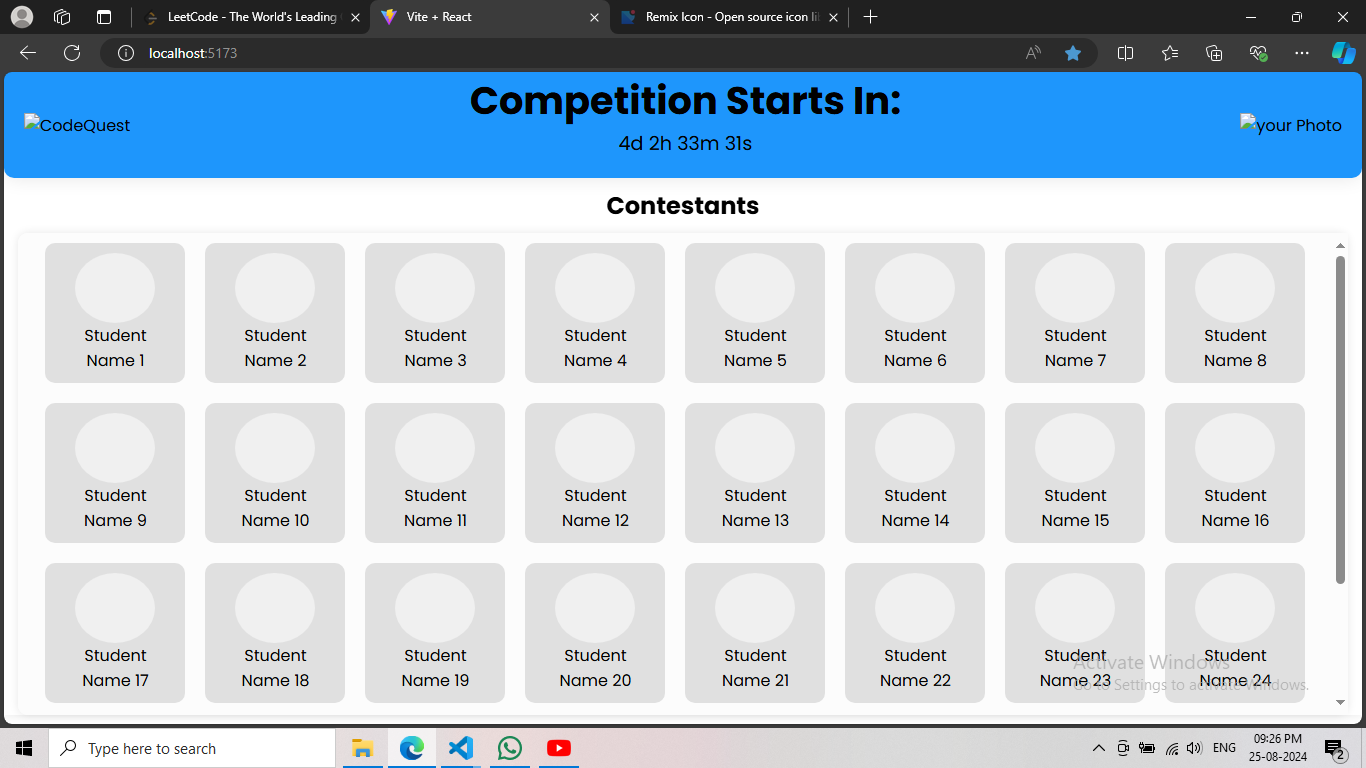 LeetCode - The World's Leading
Vite + React
Remix Icon - Open source icon li
localhost:5173
CodeQuest
Competition Starts In:
4d 2h 33m 31s
your Photo
Contestants
Student Name 1
Student Name 2
Student Name 3
Student Name 4
Student Name 5
Student Name 6
Student Name 7
Student Name 8
Student Name 9
Student Name 10
Student Name 11
Student Name 12
Student Name 13
Student Name 14
Student Name 15
Student Name 16
Student Name 17
Student Name 18
Student Name 19
Student Name 20
Student Name 21
Student Name 22
Student Name 23
Student Name 24
Activate Windows
Go to Settings to activate Windows.
Type here to search
ENG
09:26 PM
25-08-2024
2